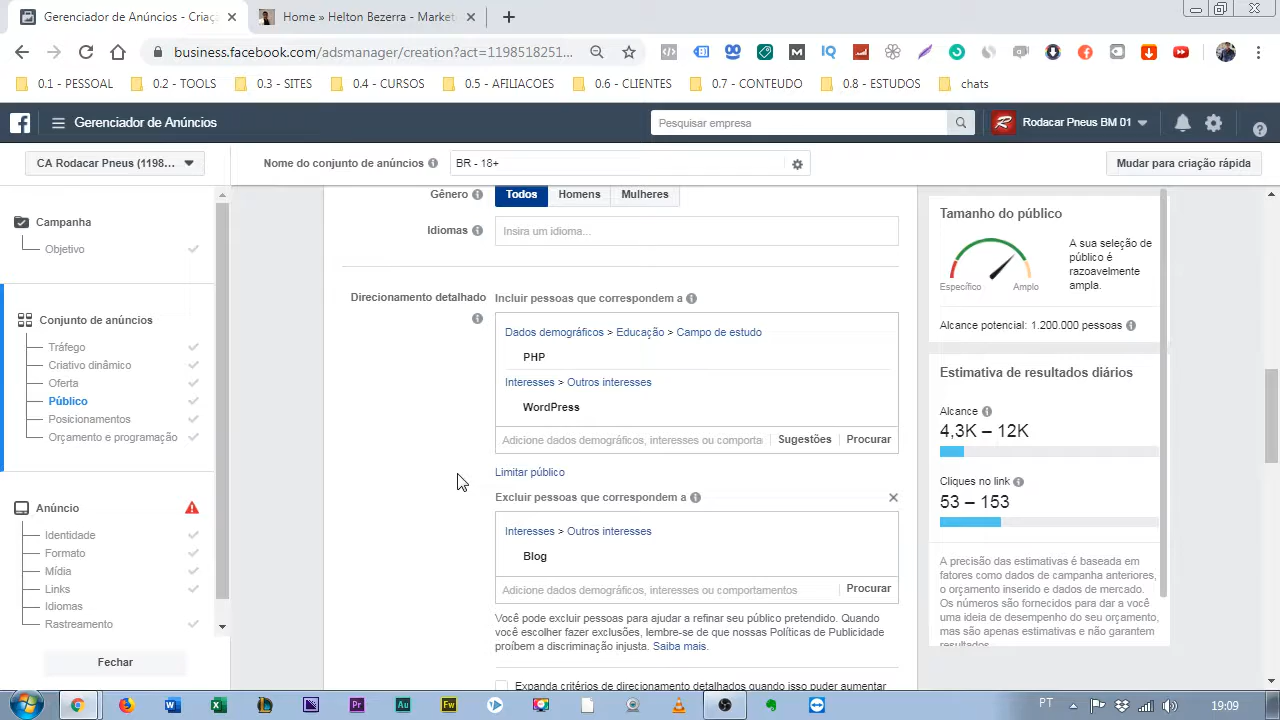 Gerenciador de Anúncios - Criaç
Home » Helton Bezerra - Market
business.facebook.com/adsmanager/creation?act=1198518251...
0.1 - PESSOAL
0.2 - TOOLS
0.3 - SITES
0.4 - CURSOS
0.5 - AFILIACOES
0.6 - CLIENTES
0.7 - CONTEUDO
0.8 - ESTUDOS
chats
Gerenciador de Anúncios
Pesquisar empresa
Rodacar Pneus BM 01
CA Rodacar Pneus (1198...
Nome do conjunto de anúncios
BR - 18+
Mudar para criação rápida
Campanha
Objetivo
Conjunto de anúncios
Tráfego
Criativo dinâmico
Oferta
Público
Posicionamentos
Orçamento e programação
Anúncio
Identidade
Formato
Mídia
Links
Idiomas
Rastreamento
Fechar
Gênero
Todos
Homens
Mulheres
Idiomas
Insira um idioma...
Direcionamento detalhado
Incluir pessoas que correspondem a
Dados demográficos > Educação > Campo de estudo
PHP
Interesses > Outros interesses
WordPress
Adicione dados demográficos, interesses ou comporta
Sugestões
Procurar
Limitar público
Excluir pessoas que correspondem a
Interesses > Outros interesses
Blog
Adicione dados demográficos, interesses ou comportamentos
Procurar
Você pode excluir pessoas para ajudar a refinar seu público pretendido. Quando
você escolher fazer exclusões, lembre-se de que nossas Políticas de Publicidade
proíbem a discriminação injusta. Saiba mais.
Expanda critérios de direcionamento detalhados quando isso puder aumentar
Tamanho do público
Específico
Amplo
A sua seleção de
público é
razoavelmente
ampla.
Alcance potencial: 1.200.000 pessoas
Estimativa de resultados diários
Alcance
4,3K – 12K
Cliques no link
53 – 153
A precisão das estimativas é baseada em
fatores como dados de campanha anteriores,
o orçamento inserido e dados de mercado.
Os números são fornecidos para dar a você
uma ideia de desempenho do seu orçamento,
mas são apenas estimativas e não garantem
resultados.
PT
19:09